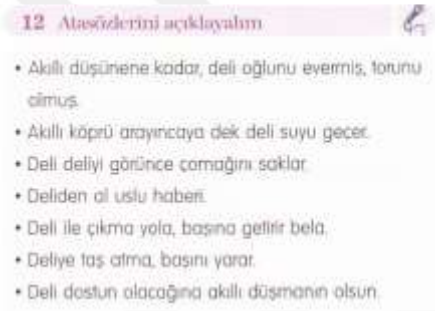 12 Atasözlerini açıklayalım
• Akıllı düşünene kadar, deli oğlunu evermiş, torunu
olmuş.
• Akıllı köprü arayıncaya dek deli suyu geçer.
• Deli deliyi görünce çomağını saklar.
• Deliden al uslu haberi.
• Deli ile çıkma yola, başına getirir bela.
• Deliye taş atma, başını yarar.
• Deli dostun olacağına akıllı düşmanın olsun.